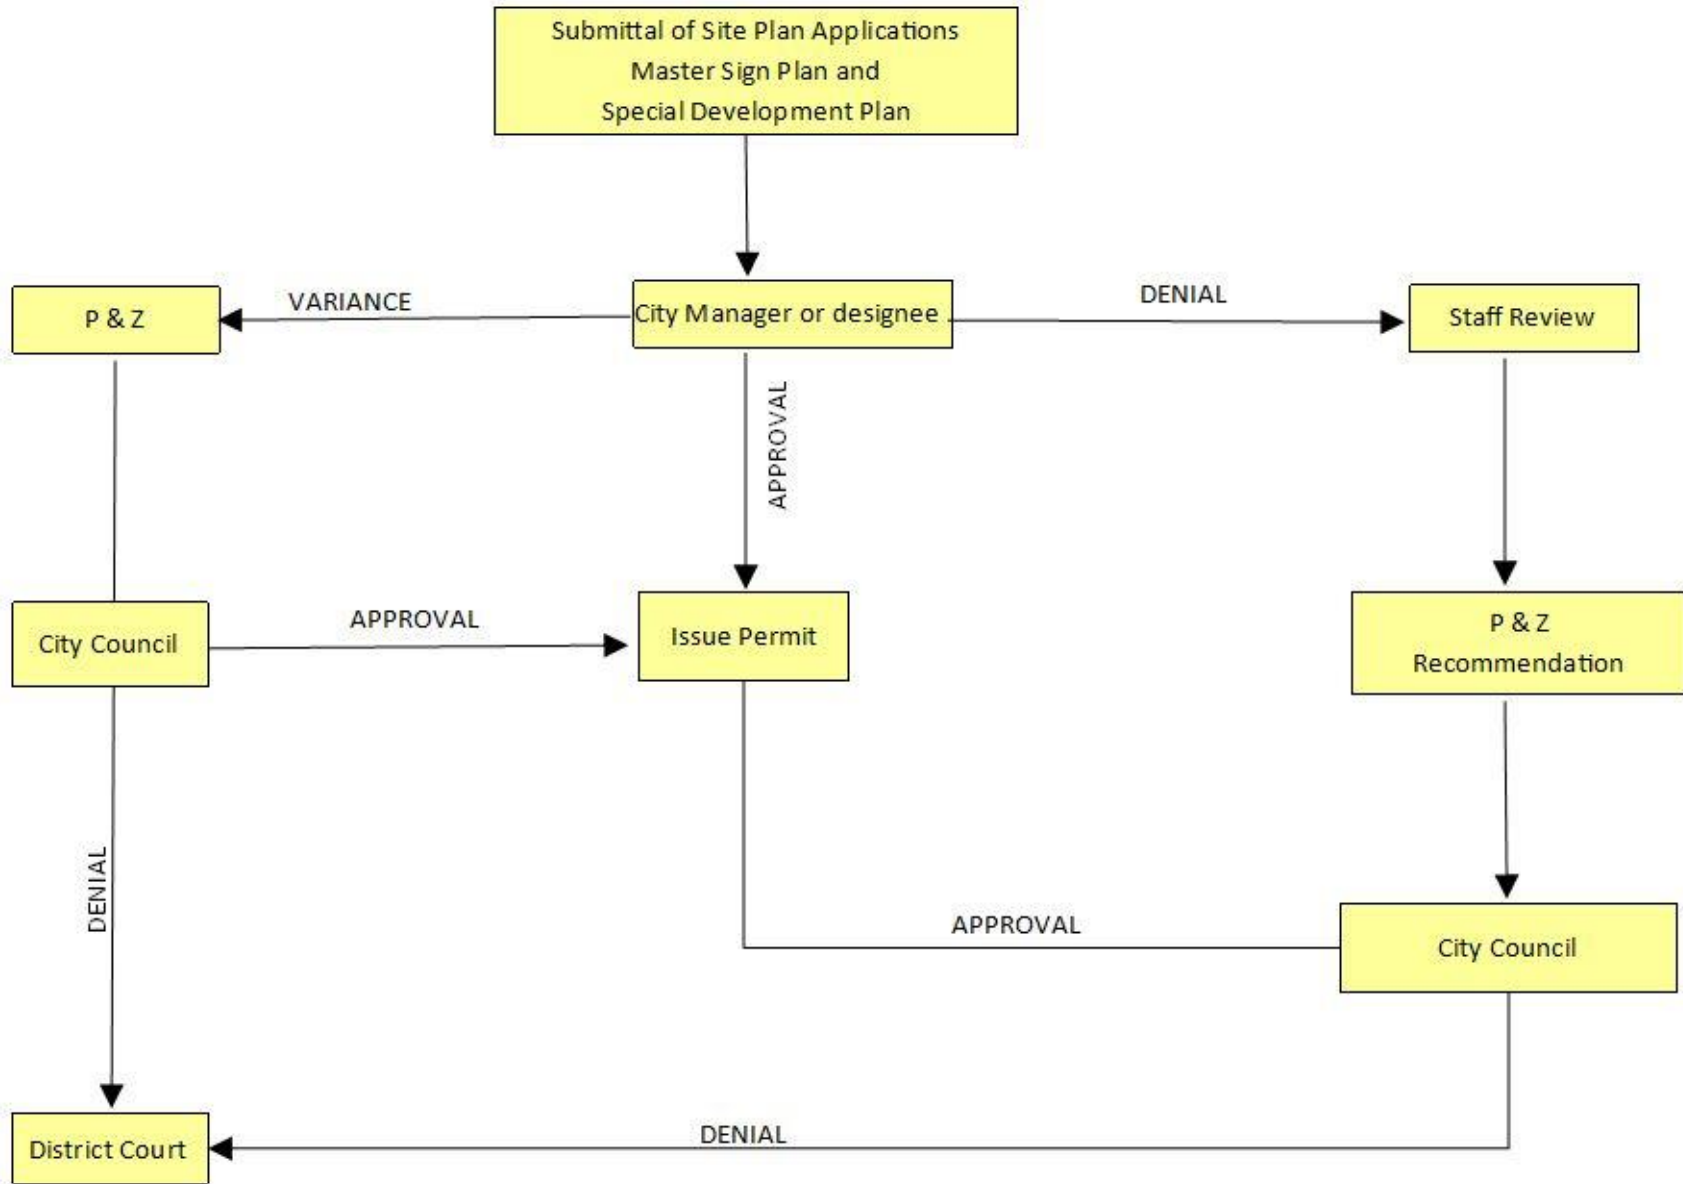 Submittal of Site Plan Applications
Master Sign Plan and
Special Development Plan
P & Z
VARIANCE
City Manager or designee
DENIAL
Staff Review
APPROVAL
City Council
APPROVAL
Issue Permit
P & Z
Recommendation
DENIAL
APPROVAL
City Council
District Court
DENIAL